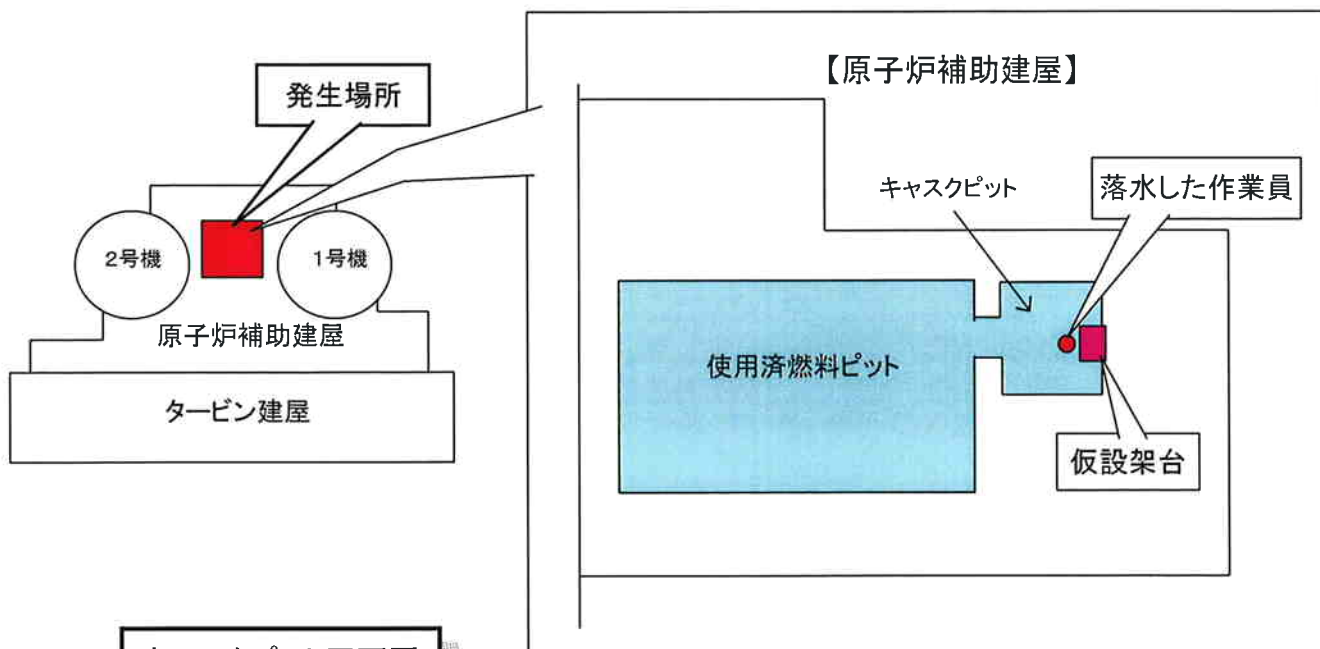 発生場所
2号機
1号機
原子炉補助建屋
タービン建屋
【原子炉補助建屋】
キャスクピット
落水した作業員
使用済燃料ピット
仮設架台